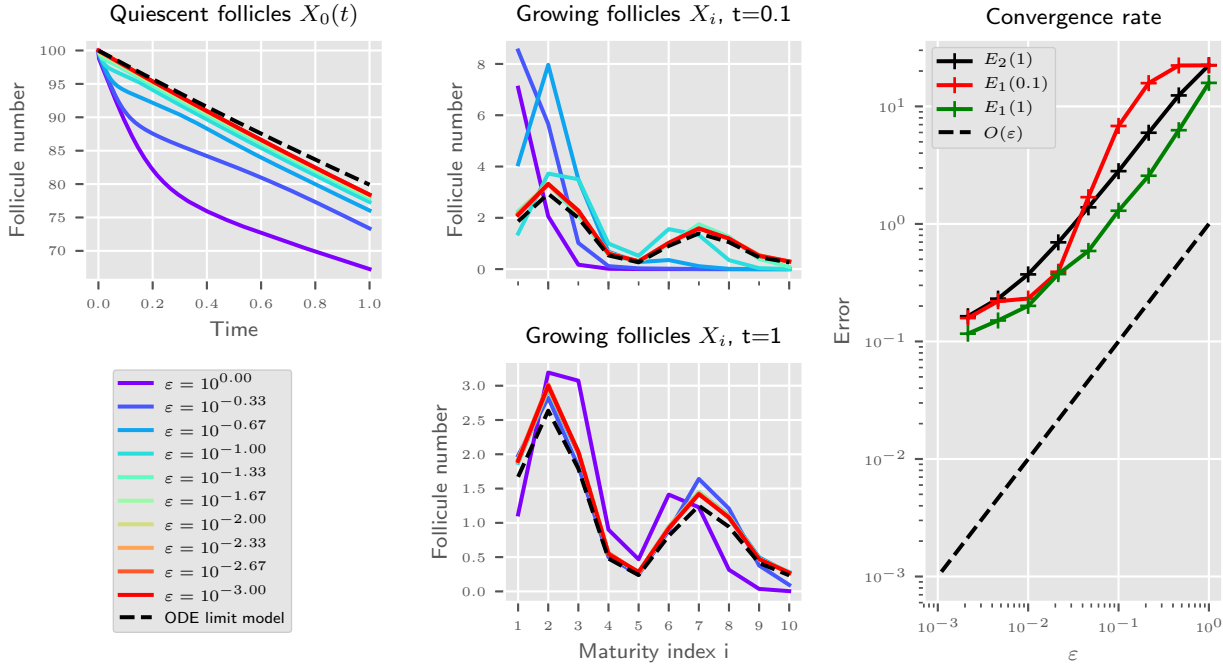 Quiescent follicles X₀(t)
Follicule number
100
95
90
85
80
75
70
0.0 0.2 0.4 0.6 0.8 1.0
Time
ε = 10^0.00
ε = 10^−0.33
ε = 10^−0.67
ε = 10^−1.00
ε = 10^−1.33
ε = 10^−1.67
ε = 10^−2.00
ε = 10^−2.33
ε = 10^−2.67
ε = 10^−3.00
ODE limit model
Growing follicles Xᵢ, t=0.1
Follicule number
8
6
4
2
0
Growing follicles Xᵢ, t=1
Follicule number
3.0
2.5
2.0
1.5
1.0
0.5
0.0
1 2 3 4 5 6 7 8 9 10
Maturity index i
Convergence rate
E₂(1)
E₁(0.1)
E₁(1)
O(ε)
Error
10^1
10^0
10^−1
10^−2
10^−3
10^−3 10^−2 10^−1 10^0
ε